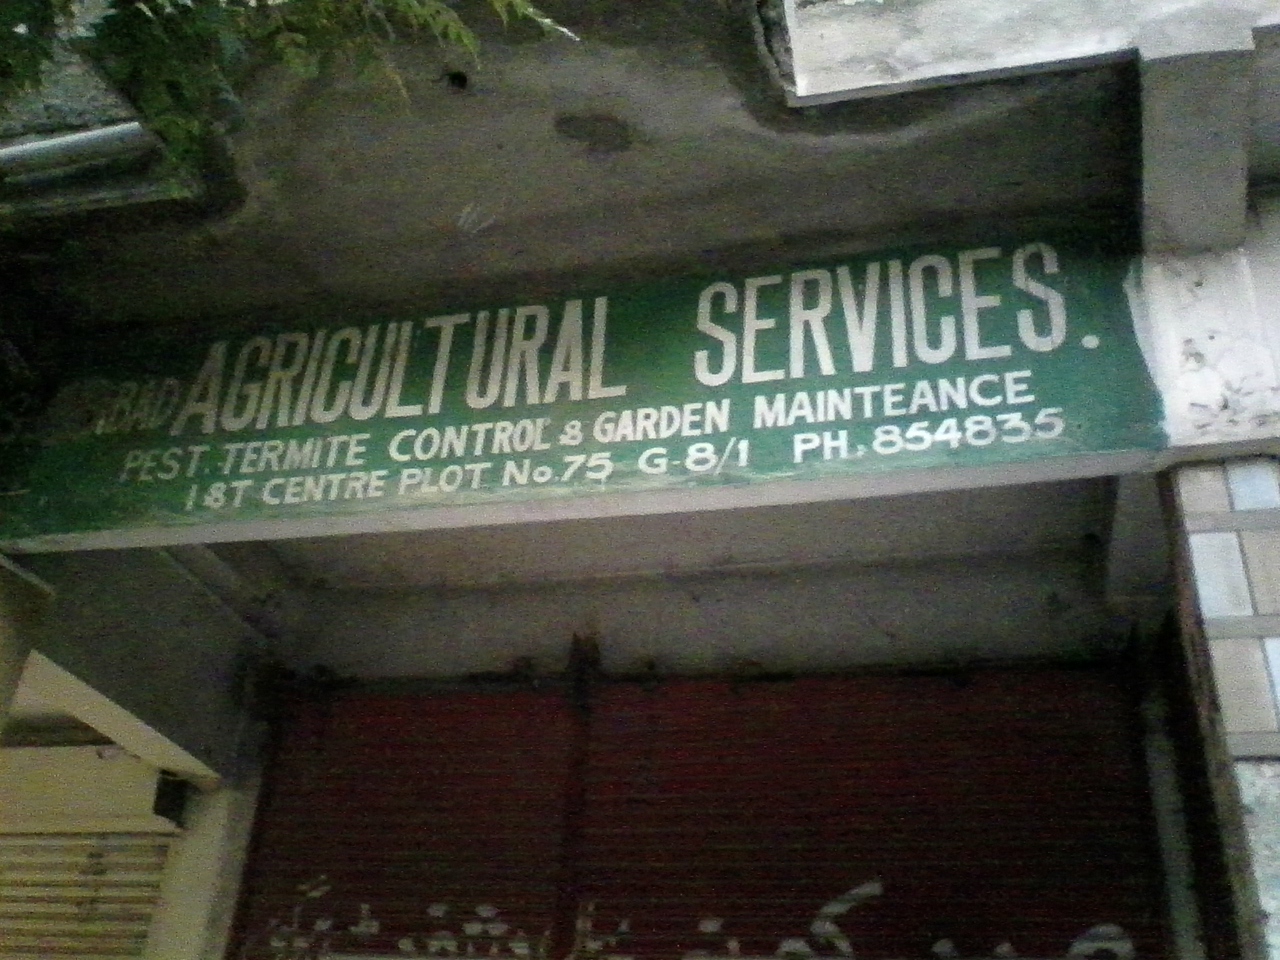 AGRICULTURAL SERVICES.
PEST. TERMITE CONTROL & GARDEN MAINTEANCE
I&T CENTRE PLOT No.75 G-8/1 PH. 854835